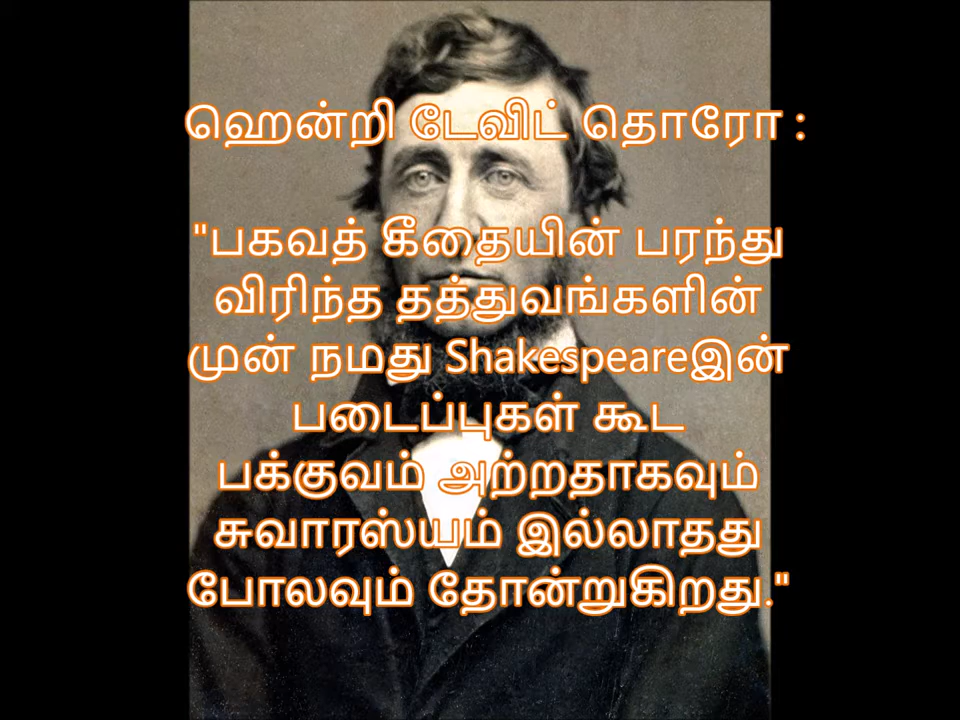 ஹென்றி டேவிட் தொரோ :
"பகவத் கீதையின் பரந்து
விரிந்த தத்துவங்களின்
முன் நமது Shakespeareஇன்
படைப்புகள் கூட
பக்குவம் அற்றதாகவும்
சுவாரஸ்யம் இல்லாதது
போலவும் தோன்றுகிறது."